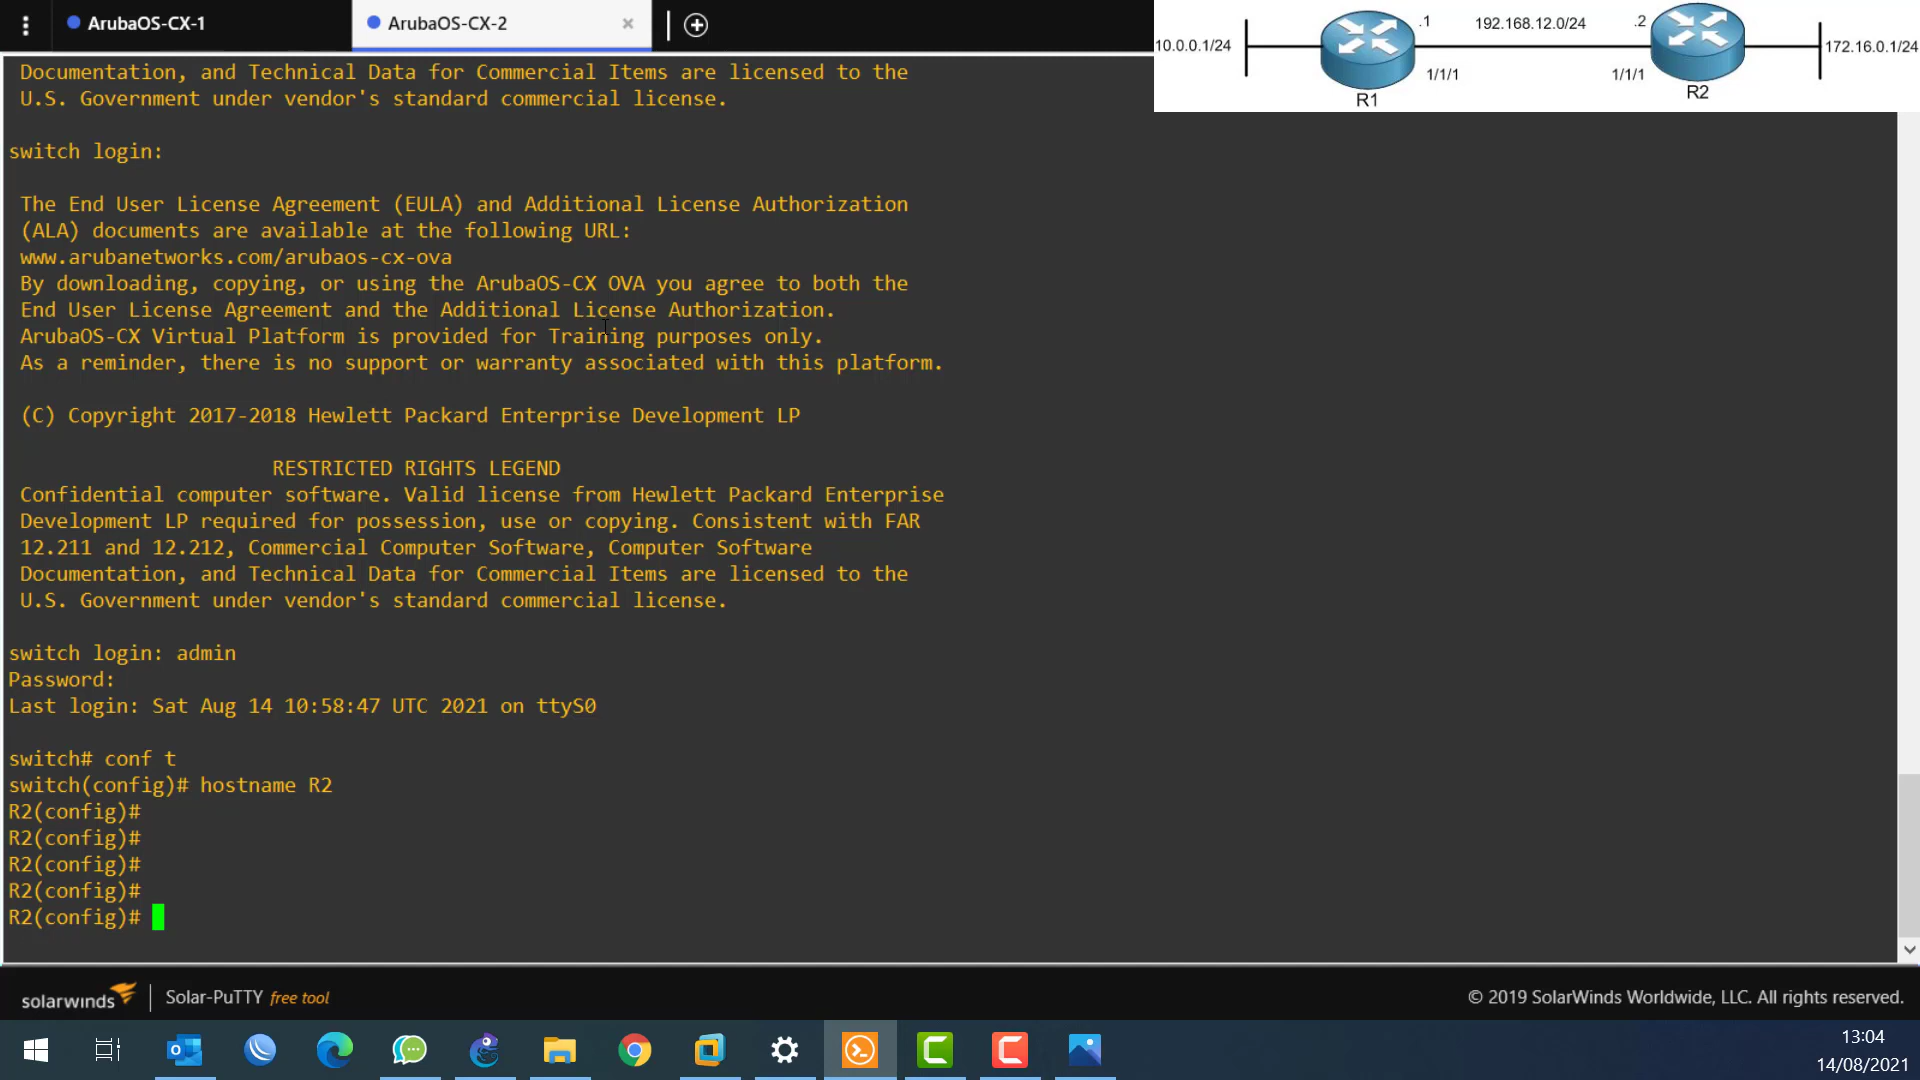 ArubaOS-CX-1
ArubaOS-CX-2
10.0.0.1/24
.1
192.168.12.0/24
.2
172.16.0.1/24
1/1/1
1/1/1
R1
R2
Documentation, and Technical Data for Commercial Items are licensed to the
U.S. Government under vendor's standard commercial license.
switch login:
The End User License Agreement (EULA) and Additional License Authorization
(ALA) documents are available at the following URL:
www.arubanetworks.com/arubaos-cx-ova
By downloading, copying, or using the ArubaOS-CX OVA you agree to both the
End User License Agreement and the Additional License Authorization.
ArubaOS-CX Virtual Platform is provided for Training purposes only.
As a reminder, there is no support or warranty associated with this platform.
(C) Copyright 2017-2018 Hewlett Packard Enterprise Development LP
RESTRICTED RIGHTS LEGEND
Confidential computer software. Valid license from Hewlett Packard Enterprise
Development LP required for possession, use or copying. Consistent with FAR
12.211 and 12.212, Commercial Computer Software, Computer Software
Documentation, and Technical Data for Commercial Items are licensed to the
U.S. Government under vendor's standard commercial license.
switch login: admin
Password:
Last login: Sat Aug 14 10:58:47 UTC 2021 on ttyS0
switch# conf t
switch(config)# hostname R2
R2(config)#
R2(config)#
R2(config)#
R2(config)#
R2(config)#
solarwinds
Solar-PuTTY free tool
© 2019 SolarWinds Worldwide, LLC. All rights reserved.
13:04
14/08/2021